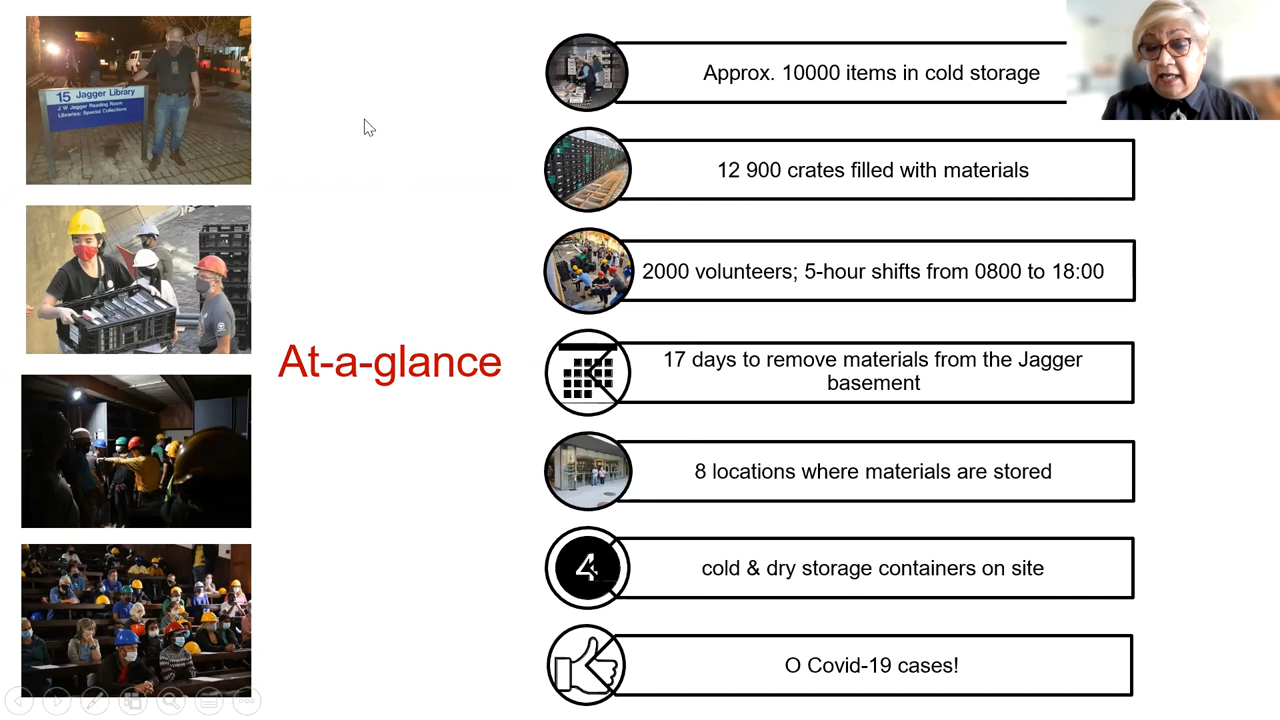 15 Jagger Library
J W Jagger Reading Room
Libraries: Special Collections
At-a-glance
Approx. 10000 items in cold storage
12 900 crates filled with materials
2000 volunteers; 5-hour shifts from 0800 to 18:00
17 days to remove materials from the Jagger
basement
8 locations where materials are stored
4
cold & dry storage containers on site
O Covid-19 cases!